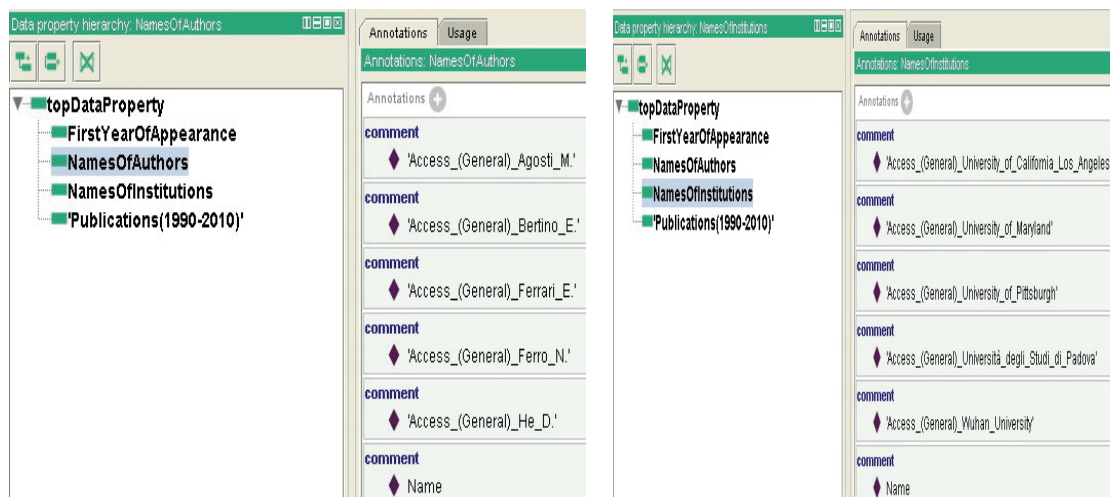 Data property hierarchy: NamesOfAuthors
topDataProperty
FirstYearOfAppearance
NamesOfAuthors
NamesOfInstitutions
'Publications(1990-2010)'
Annotations Usage
Annotations: NamesOfAuthors
Annotations
comment
'Access_(General)_Agosti_M.'
comment
'Access_(General)_Bertino_E.'
comment
'Access_(General)_Ferrari_E.'
comment
'Access_(General)_Ferro_N.'
comment
'Access_(General)_He_D.'
comment
Name
Data property hierarchy: NamesOfInstitutions
topDataProperty
FirstYearOfAppearance
NamesOfAuthors
NamesOfInstitutions
'Publications(1990-2010)'
Annotations Usage
Annotations: NamesOfInstitutions
Annotations
comment
'Access_(General)_University_of_California_Los_Angeles
comment
'Access_(General)_University_of_Maryland'
comment
'Access_(General)_University_of_Pittsburgh'
comment
'Access_(General)_Università_degli_Studi_di_Padova'
comment
'Access_(General)_Wuhan_University'
comment
Name